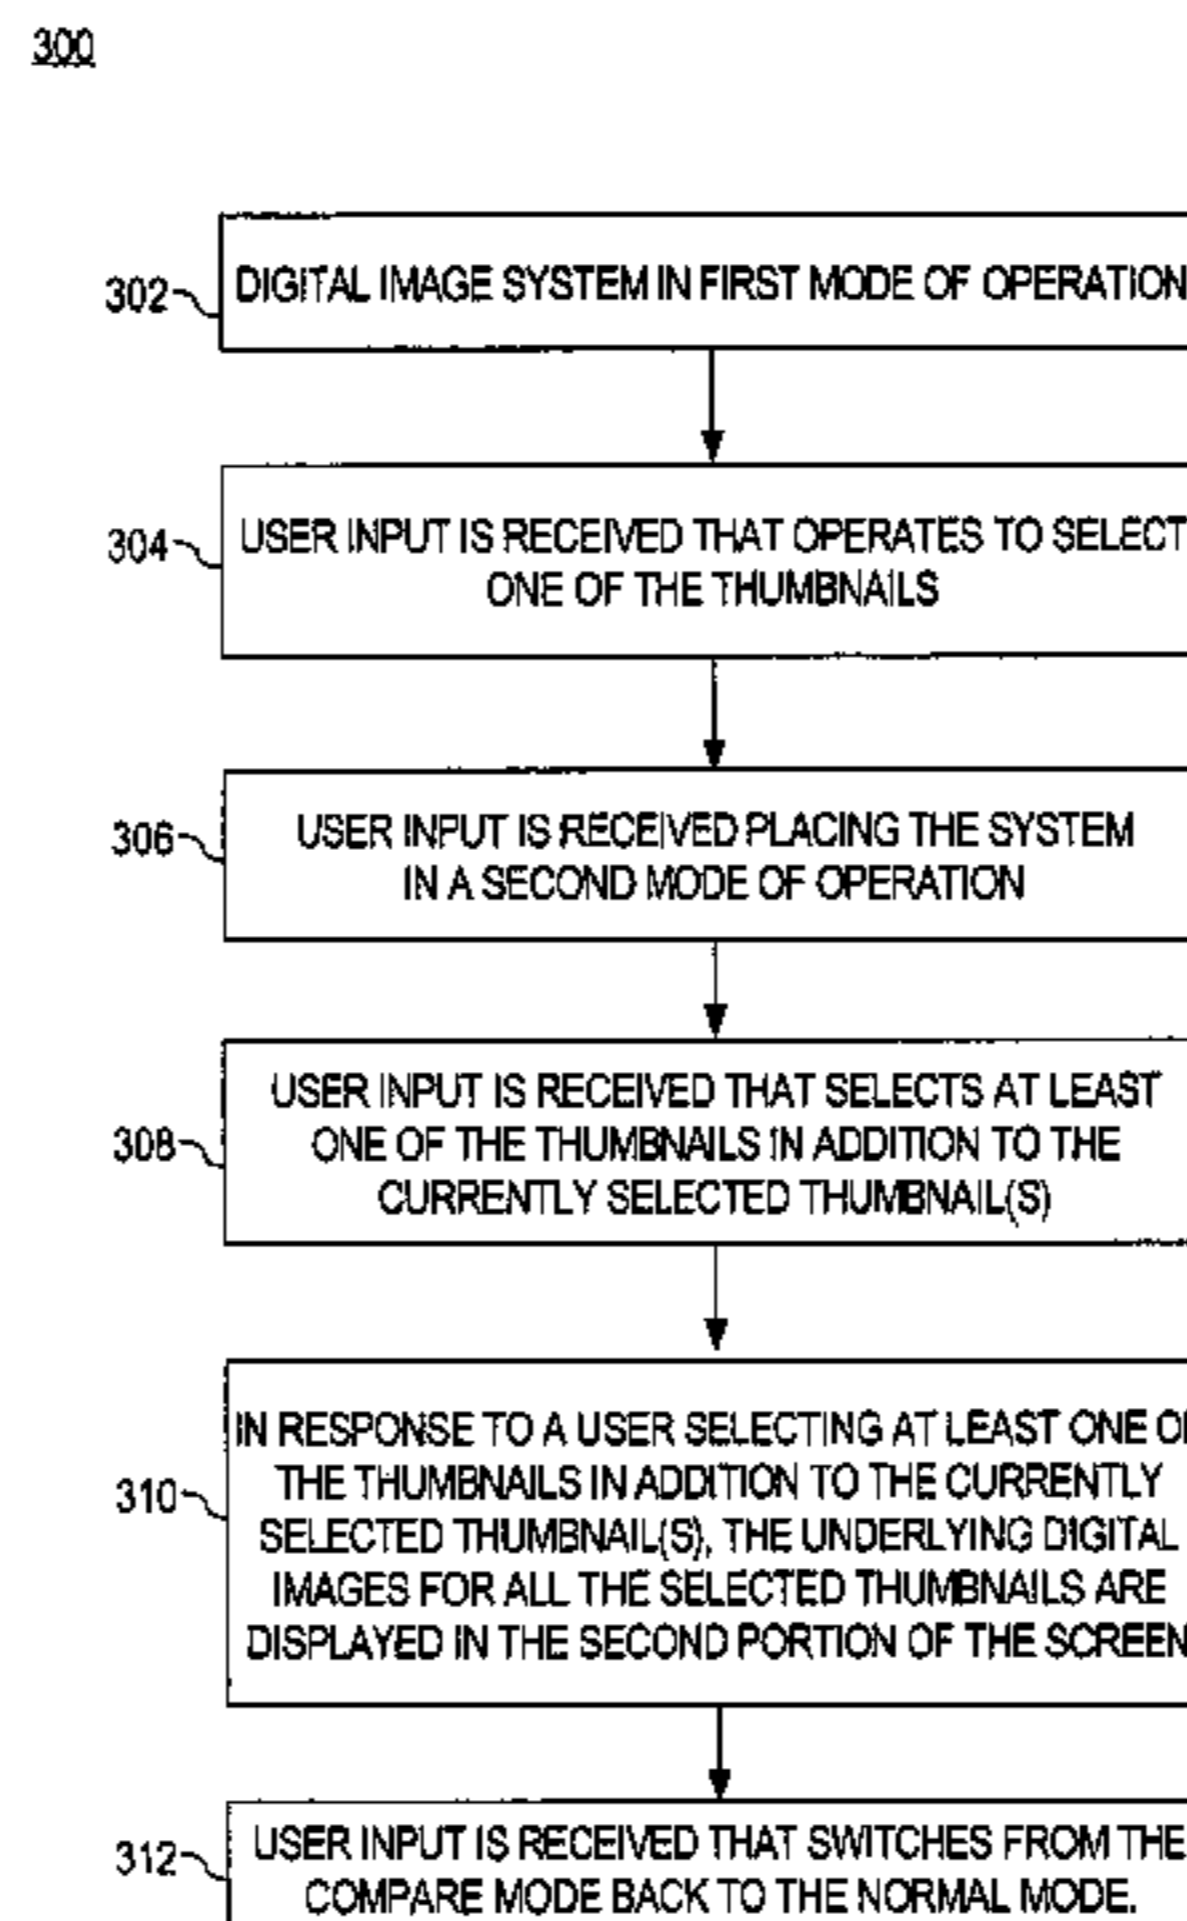 300
302
DIGITAL IMAGE SYSTEM IN FIRST MODE OF OPERATION
304
USER INPUT IS RECEIVED THAT OPERATES TO SELECT
ONE OF THE THUMBNAILS
306
USER INPUT IS RECEIVED PLACING THE SYSTEM
IN A SECOND MODE OF OPERATION
308
USER INPUT IS RECEIVED THAT SELECTS AT LEAST
ONE OF THE THUMBNAILS IN ADDITION TO THE
CURRENTLY SELECTED THUMBNAIL(S)
310
IN RESPONSE TO A USER SELECTING AT LEAST ONE OF
THE THUMBNAILS IN ADDITION TO THE CURRENTLY
SELECTED THUMBNAIL(S), THE UNDERLYING DIGITAL
IMAGES FOR ALL THE SELECTED THUMBNAILS ARE
DISPLAYED IN THE SECOND PORTION OF THE SCREEN
312
USER INPUT IS RECEIVED THAT SWITCHES FROM THE
COMPARE MODE BACK TO THE NORMAL MODE.